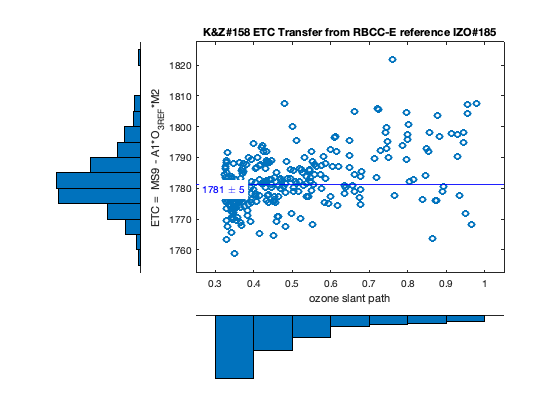 K&Z#158 ETC Transfer from RBCC-E reference IZO#185
ETC = MS9 - A1*O3REF*M2
1820
1810
1800
1790
1780
1770
1760
1781 ± 5
0.3 0.4 0.5 0.6 0.7 0.8 0.9 1
ozone slant path